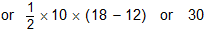 or 1/2 × 10 × (18 − 12) or 30